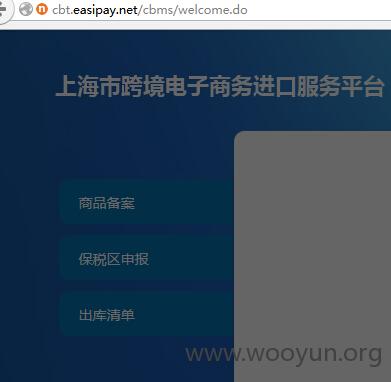 cbt.easipay.net/cbms/welcome.do
上海市跨境电子商务进口服务平台
商品备案
保税区申报
出库清单
www.wooyun.org